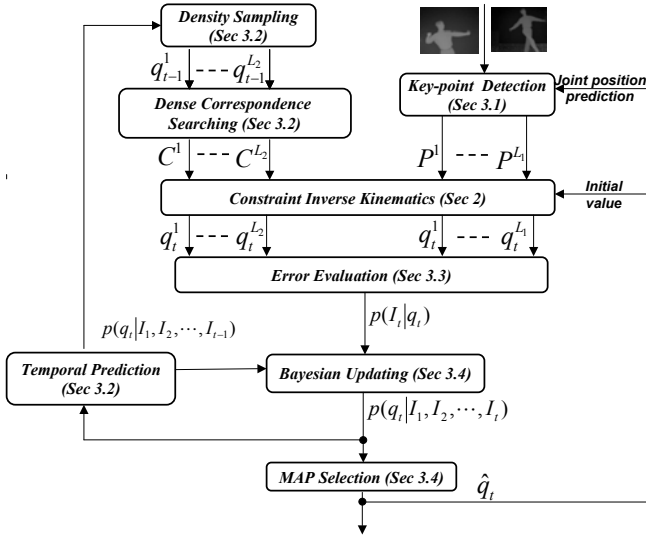 Density Sampling
(Sec 3.2)
q_{t-1}^{1} --- q_{t-1}^{L_2}
Dense Correspondence
Searching (Sec 3.2)
Key-point Detection
(Sec 3.1)
Joint position
prediction
C^{1} --- C^{L_2}
P^{1} --- P^{L_1}
Constraint Inverse Kinematics (Sec 2)
Initial
value
q_t^{1} --- q_t^{L_2}
q_t^{1} --- q_t^{L_1}
Error Evaluation (Sec 3.3)
p(I_t|q_t)
p(q_t|I_1,I_2,⋯,I_{t-1})
Temporal Prediction
(Sec 3.2)
Bayesian Updating (Sec 3.4)
p(q_t|I_1,I_2,⋯,I_t)
MAP Selection (Sec 3.4)
q̂_t